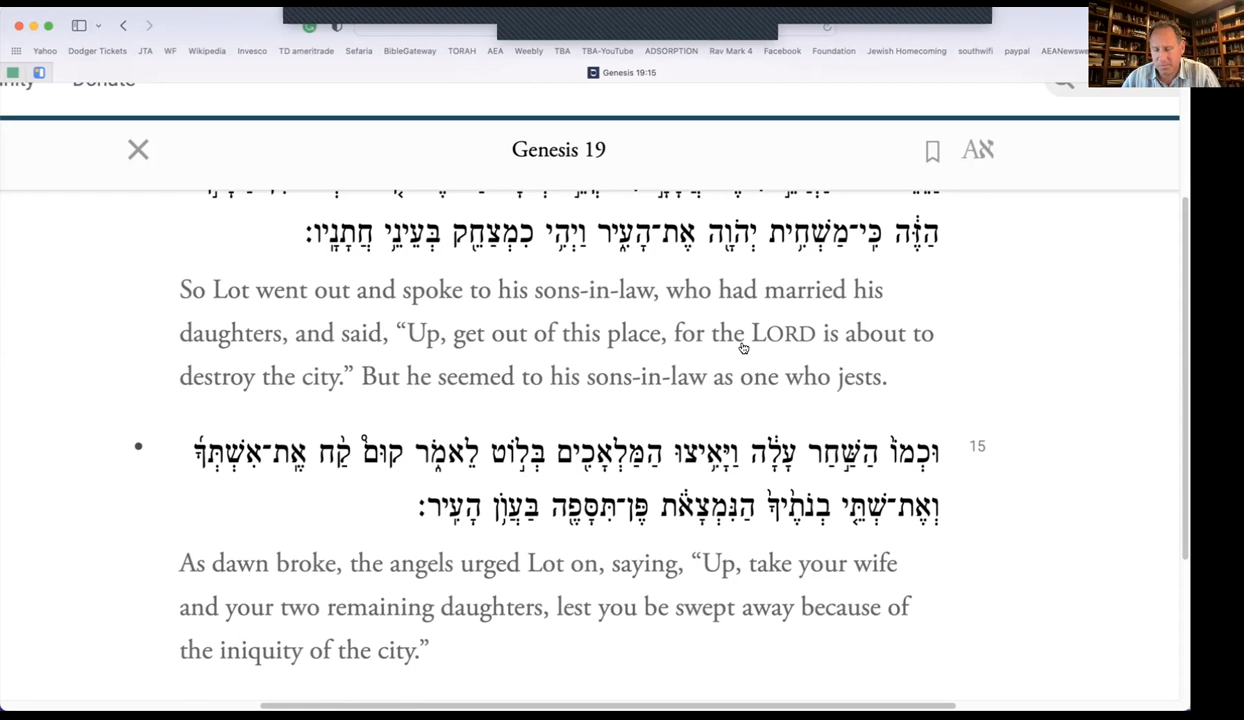 Yahoo Dodger Tickets JTA WF Wikipedia Invesco TD ameritrade Sefaria BibleGateway TORAH AEA Weebly TBA TBA-YouTube ADSORPTION Rav Mark 4 Facebook Foundation Jewish Homecoming southwifi paypal AEANewswe
Genesis 19:15
Donate
Genesis 19
Aא
הַזֶּ֔ה כִּֽי־מַשְׁחִ֥ית יְהֹוָ֖ה אֶת־הָעִ֑יר וַיְהִ֥י כִמְצַחֵ֖ק בְּעֵינֵ֥י חֲתָנָֽיו׃
So Lot went out and spoke to his sons-in-law, who had married his
daughters, and said, “Up, get out of this place, for the LORD is about to
destroy the city.” But he seemed to his sons-in-law as one who jests.
15
וּכְמוֹ֙ הַשַּׁ֣חַר עָלָ֔ה וַיָּאִ֥יצוּ הַמַּלְאָכִ֖ים בְּל֣וֹט לֵאמֹ֑ר קוּם֩ קַ֨ח אֶֽת־אִשְׁתְּךָ֜
וְאֶת־שְׁתֵּ֤י בְנֹתֶ֙יךָ֙ הַנִּמְצָאֹ֔ת פֶּן־תִּסָּפֶ֖ה בַּעֲוֺ֥ן הָעִֽיר׃
As dawn broke, the angels urged Lot on, saying, “Up, take your wife
and your two remaining daughters, lest you be swept away because of
the iniquity of the city.”